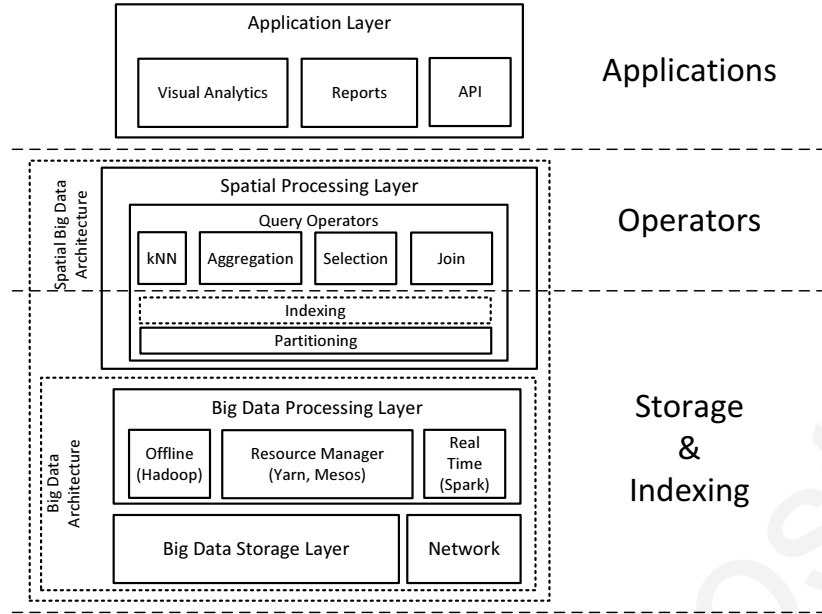 Application Layer
Visual Analytics
Reports
API
Applications
Spatial Big Data
Architecture
Spatial Processing Layer
Query Operators
kNN
Aggregation
Selection
Join
Operators
Indexing
Partitioning
Big Data
Architecture
Big Data Processing Layer
Offline
(Hadoop)
Resource Manager
(Yarn, Mesos)
Real
Time
(Spark)
Big Data Storage Layer
Network
Storage
&
Indexing